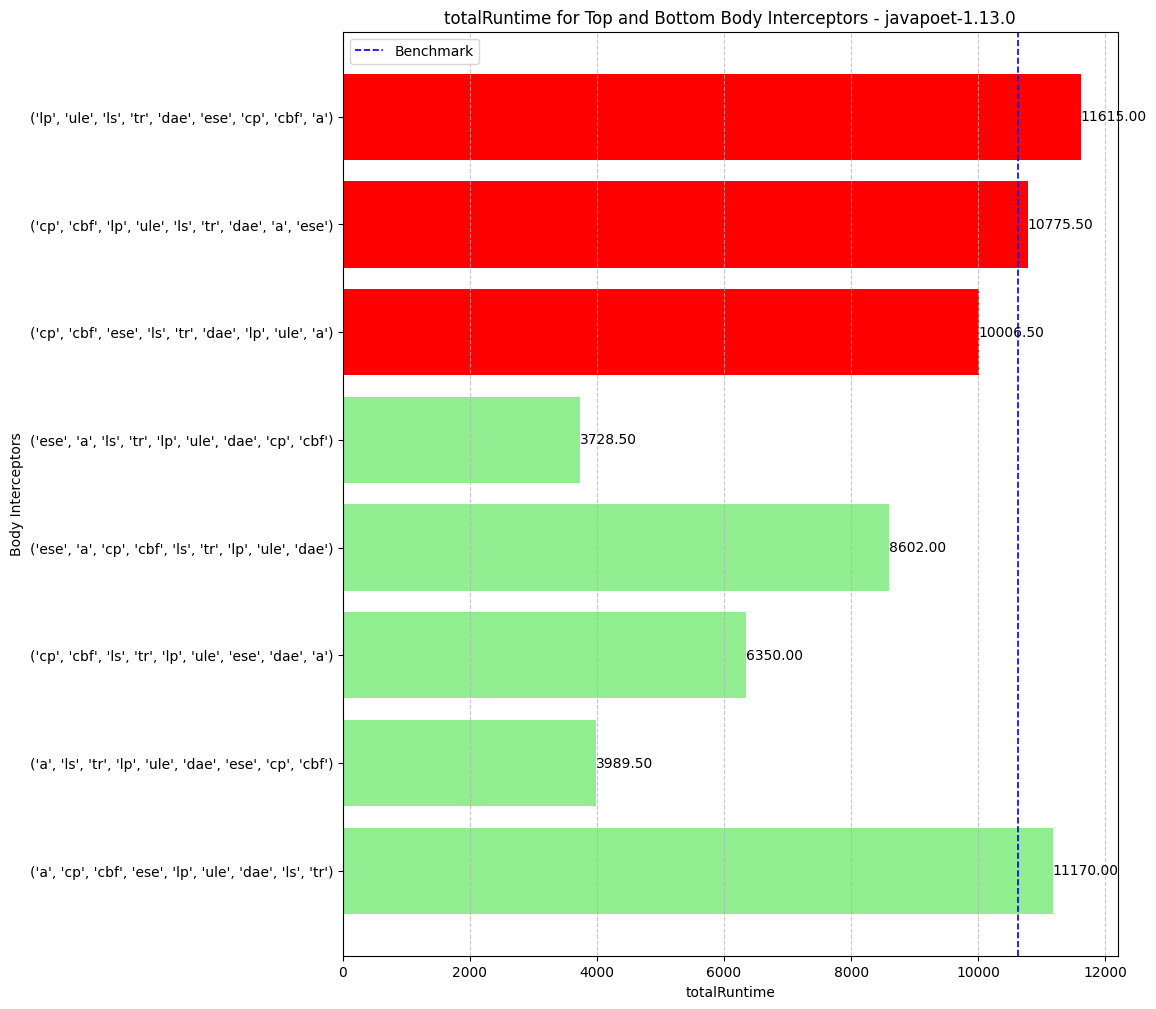 totalRuntime for Top and Bottom Body Interceptors - javapoet-1.13.0
Benchmark
('lp', 'ule', 'ls', 'tr', 'dae', 'ese', 'cp', 'cbf', 'a')
11615.00
('cp', 'cbf', 'lp', 'ule', 'ls', 'tr', 'dae', 'a', 'ese')
10775.50
('cp', 'cbf', 'ese', 'ls', 'tr', 'dae', 'lp', 'ule', 'a')
10006.50
('ese', 'a', 'ls', 'tr', 'lp', 'ule', 'dae', 'cp', 'cbf')
3728.50
('ese', 'a', 'cp', 'cbf', 'ls', 'tr', 'lp', 'ule', 'dae')
8602.00
('cp', 'cbf', 'ls', 'tr', 'lp', 'ule', 'ese', 'dae', 'a')
6350.00
('a', 'ls', 'tr', 'lp', 'ule', 'dae', 'ese', 'cp', 'cbf')
3989.50
('a', 'cp', 'cbf', 'ese', 'lp', 'ule', 'dae', 'ls', 'tr')
11170.00
Body Interceptors
0 2000 4000 6000 8000 10000 12000
totalRuntime